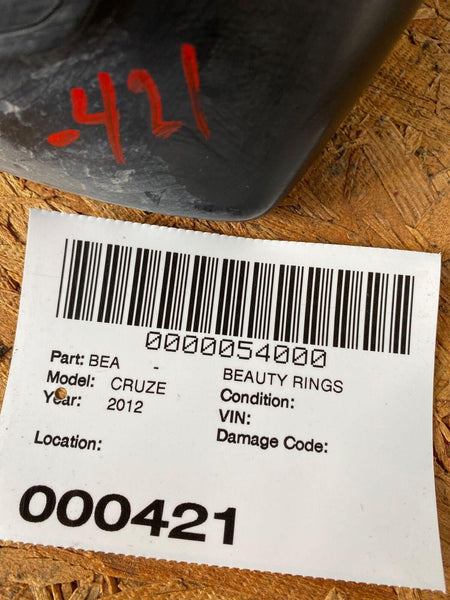 -421
0000054000
Part: BEA - BEAUTY RINGS
Model: CRUZE Condition:
Year: 2012 VIN:
Location: Damage Code:
000421